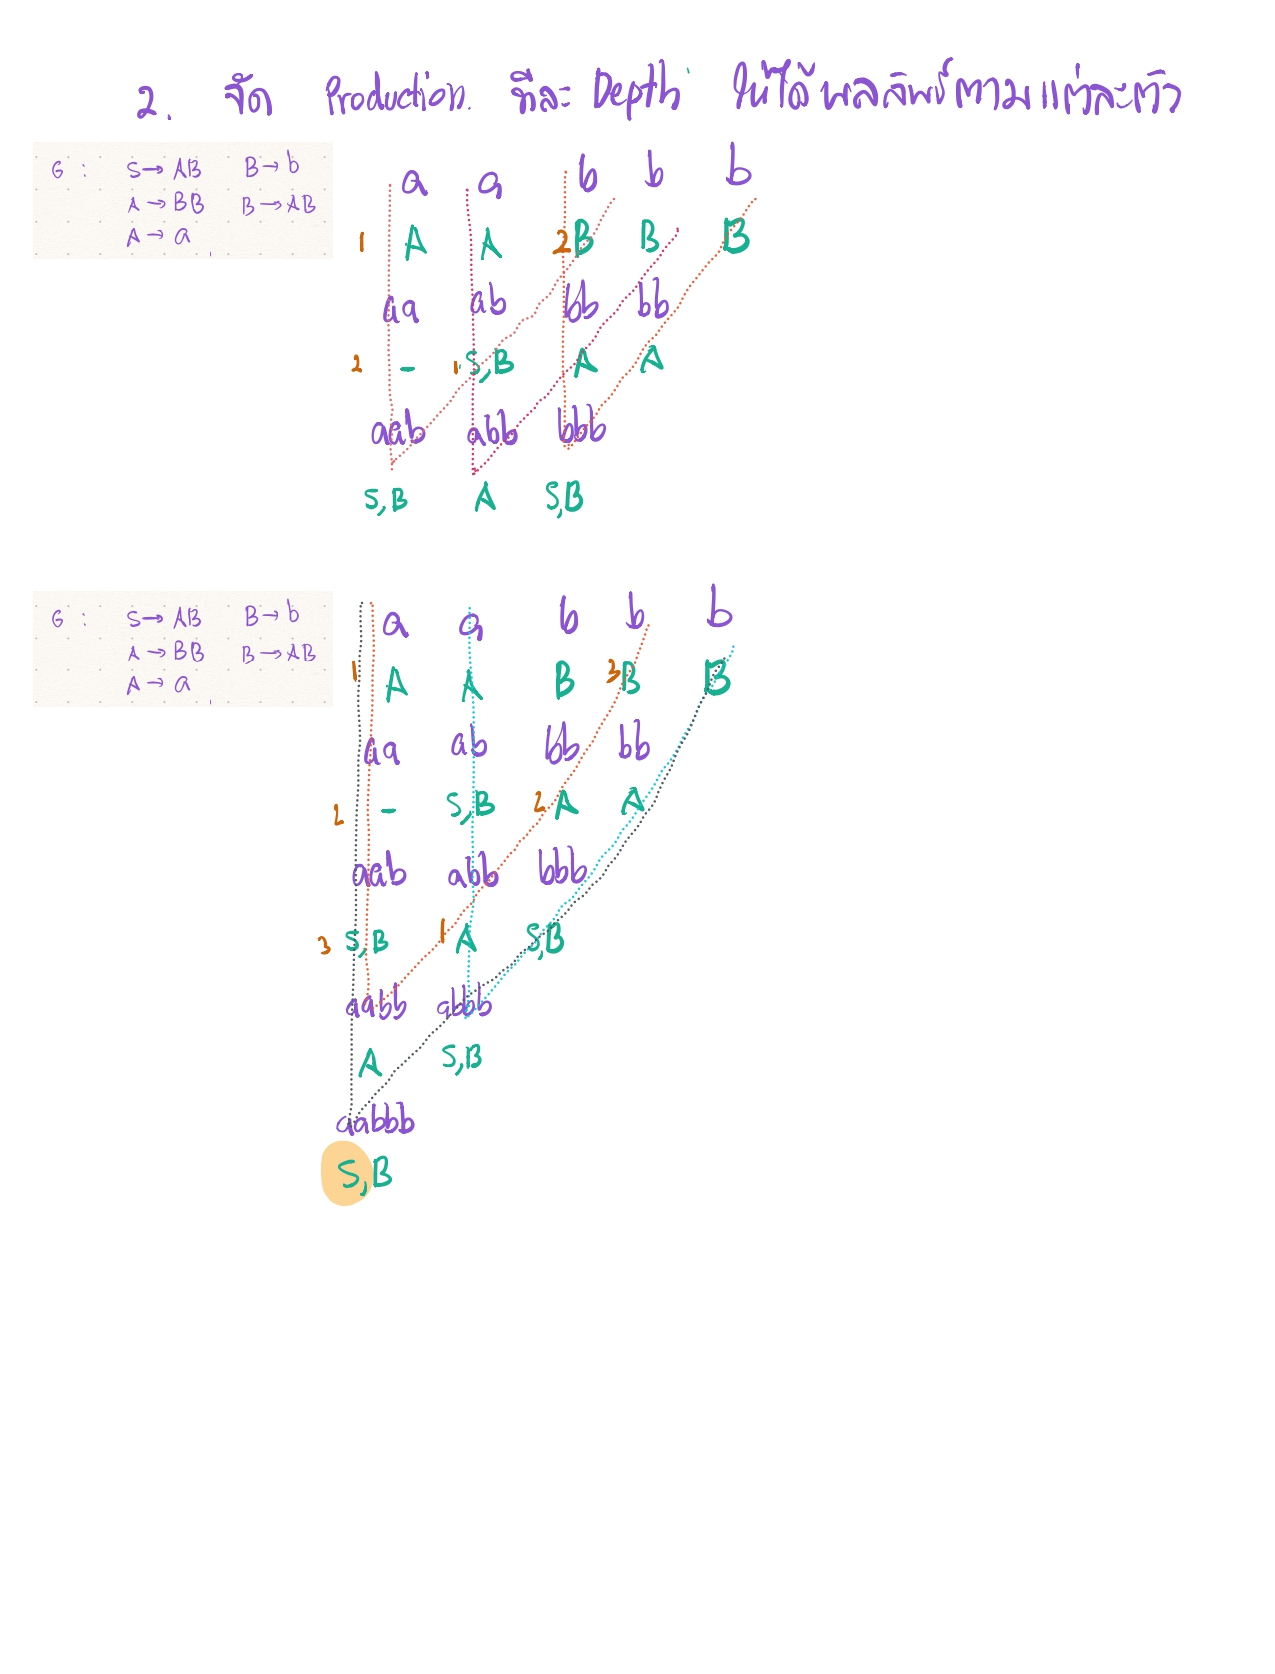 2. จัด Production ทีละ Depth ให้ได้ผลลัพธ์ตามแต่ละตัว
G : S → AB B → b
A → BB B → AB
A → a
a a b b b
1 A A 2 B B B
aa ab bb bb
2 - 1 S,B A A
aab abb bbb
S,B A S,B
G : S → AB B → b
A → BB B → AB
A → a
a a b b b
1 A A B 3 B B
aa ab bb bb
2 - S,B 2 A A
aab abb bbb
3 S,B 1 A S,B
aabb abbb
A S,B
aabbb
S,B